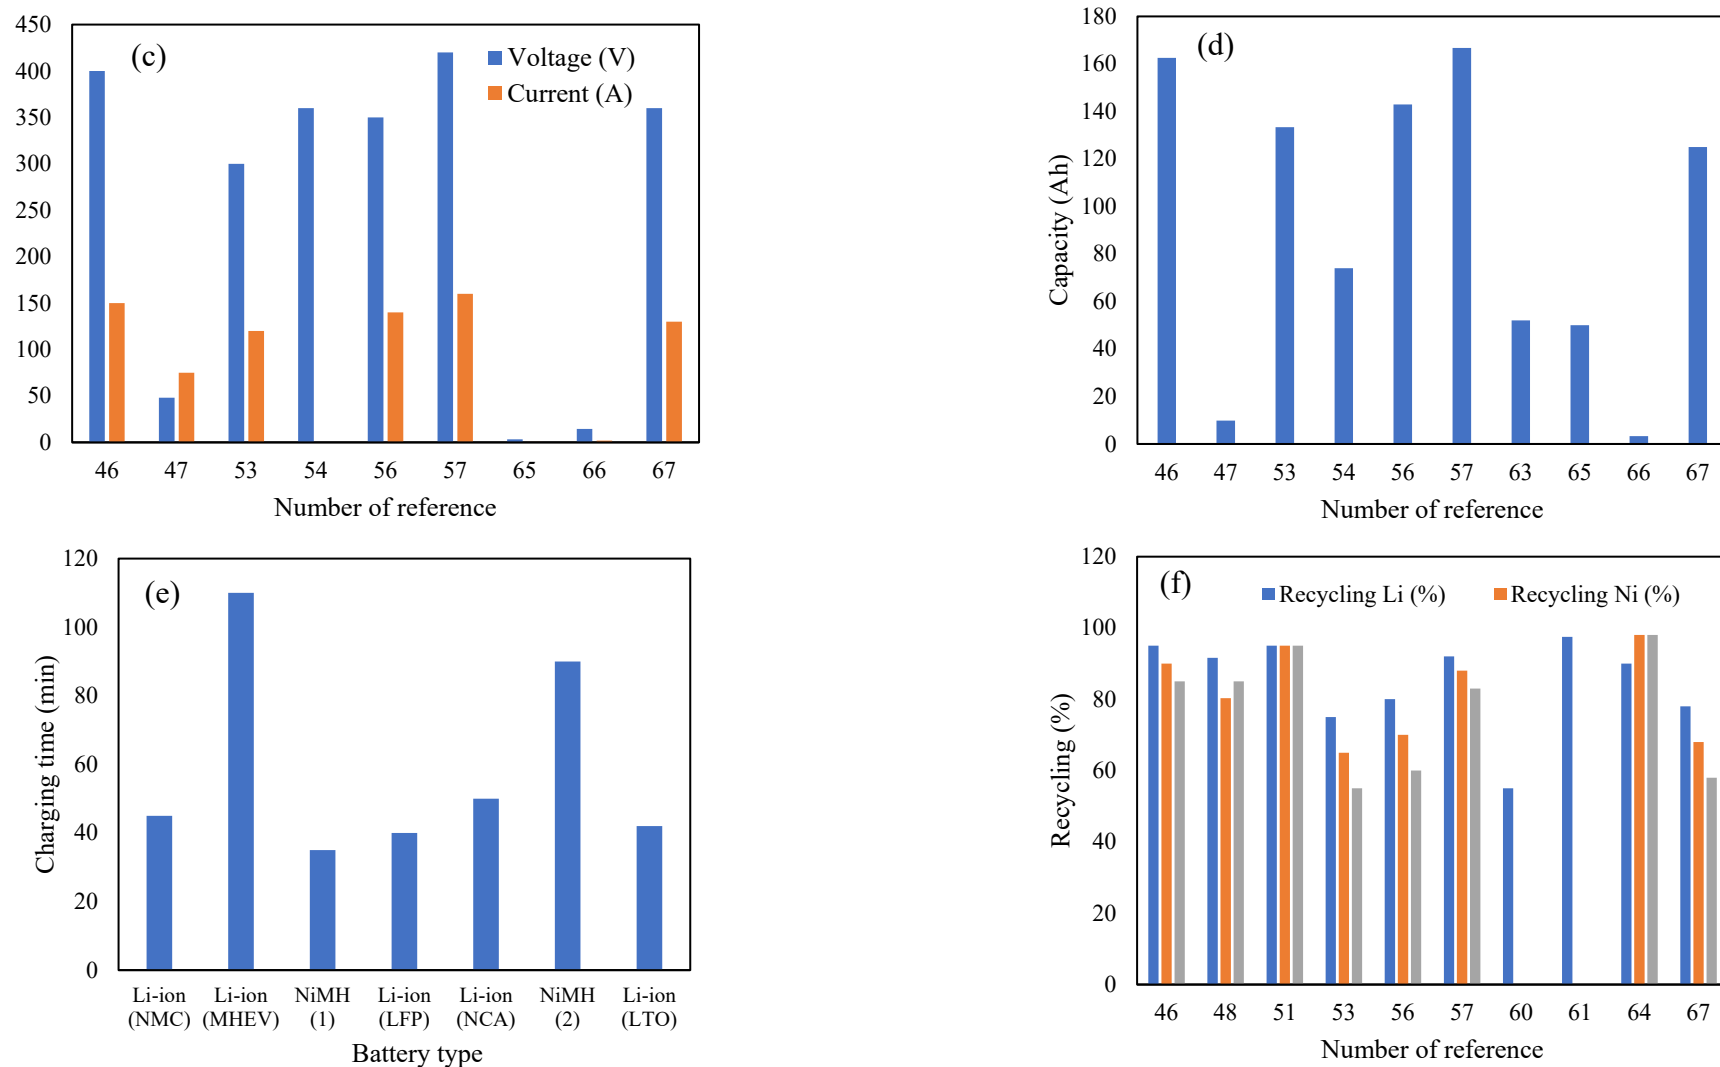 (c)
Voltage (V)
Current (A)
450
400
350
300
250
200
150
100
50
0
46 47 53 54 56 57 65 66 67
Number of reference
(d)
Capacity (Ah)
180
160
140
120
100
80
60
40
20
0
46 47 53 54 56 57 63 65 66 67
Number of reference
(e)
Charging time (min)
120
100
80
60
40
20
0
Li-ion Li-ion NiMH Li-ion Li-ion NiMH Li-ion
(NMC) (MHEV) (1) (LFP) (NCA) (2) (LTO)
Battery type
(f)
Recycling Li (%) Recycling Ni (%)
Recycling (%)
120
100
80
60
40
20
0
46 48 51 53 56 57 60 61 64 67
Number of reference